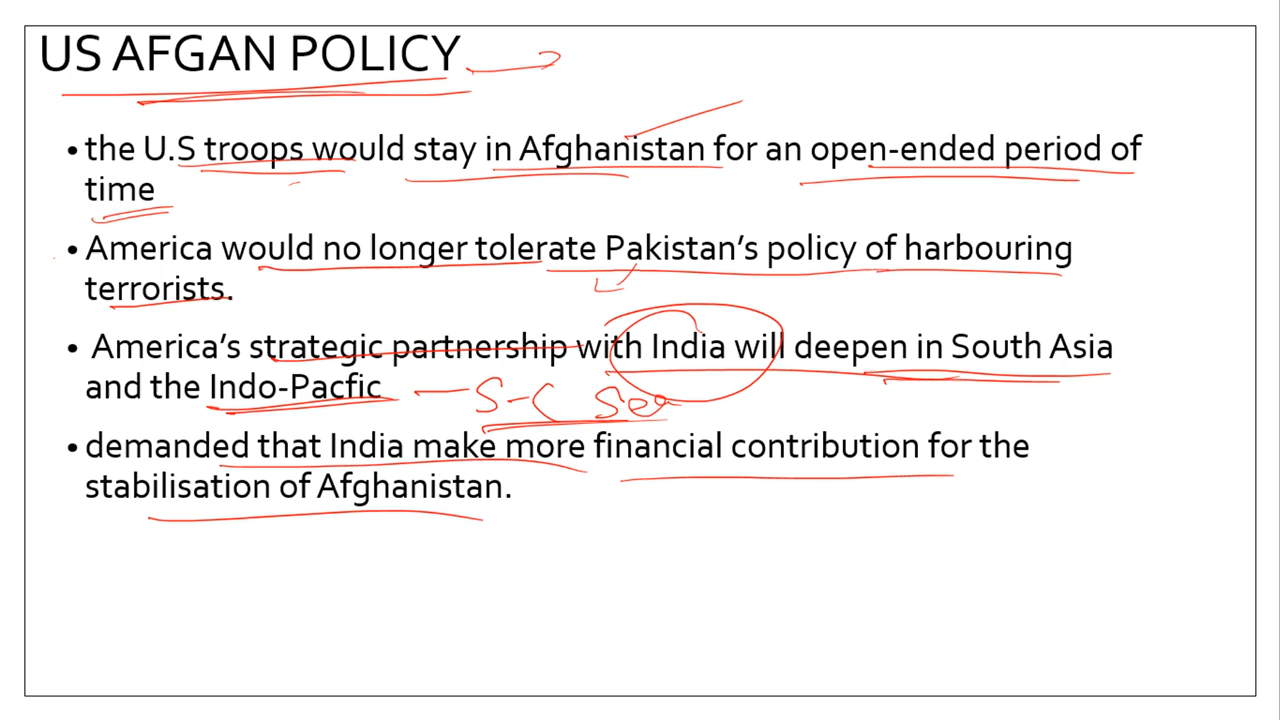 US AFGAN POLICY
• the U.S troops would stay in Afghanistan for an open-ended period of
time
• America would no longer tolerate Pakistan's policy of harbouring
terrorists.
• America's strategic partnership with India will deepen in South Asia
and the Indo-Pacfic — S-C Sea
• demanded that India make more financial contribution for the
stabilisation of Afghanistan.